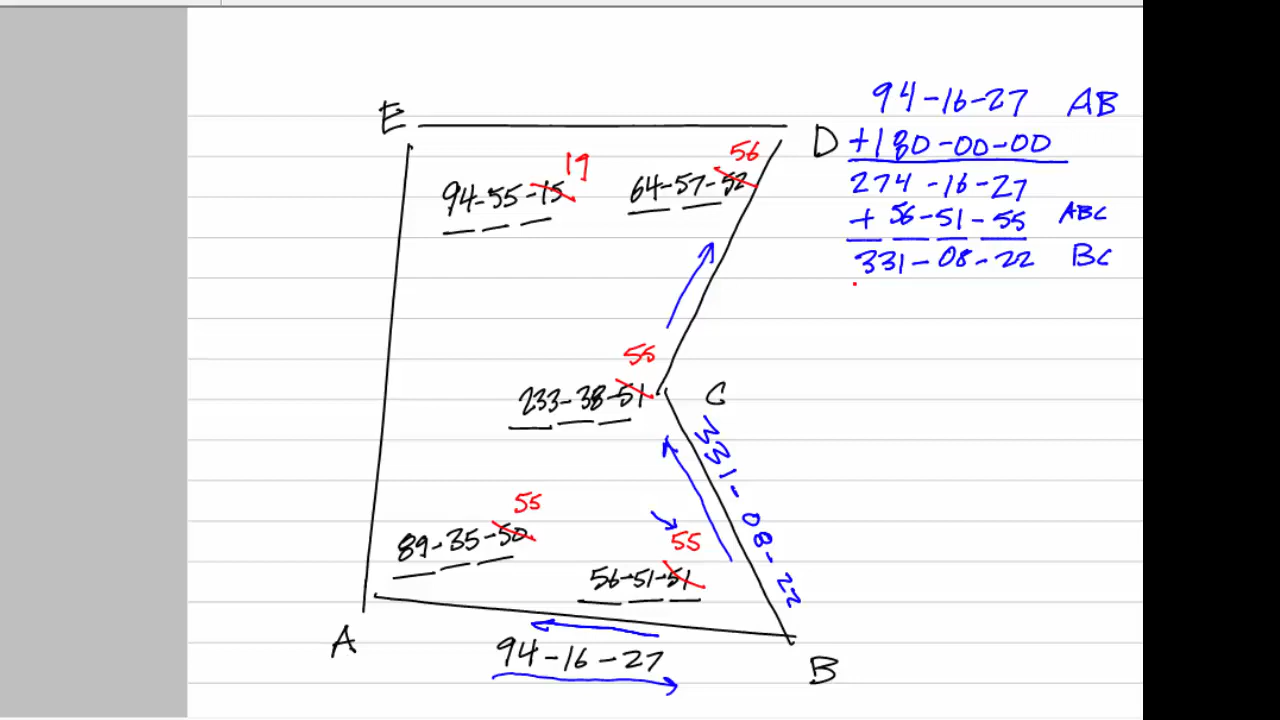 94-16-27 AB
+180-00-00
274-16-27
+56-51-55 ABC
331-08-22 BC
E
D
19
94-55-15
56
64-57-52
55
233-38-51
C
331-08-22
55
89-35-50
55
56-51-51
A
94-16-27
B